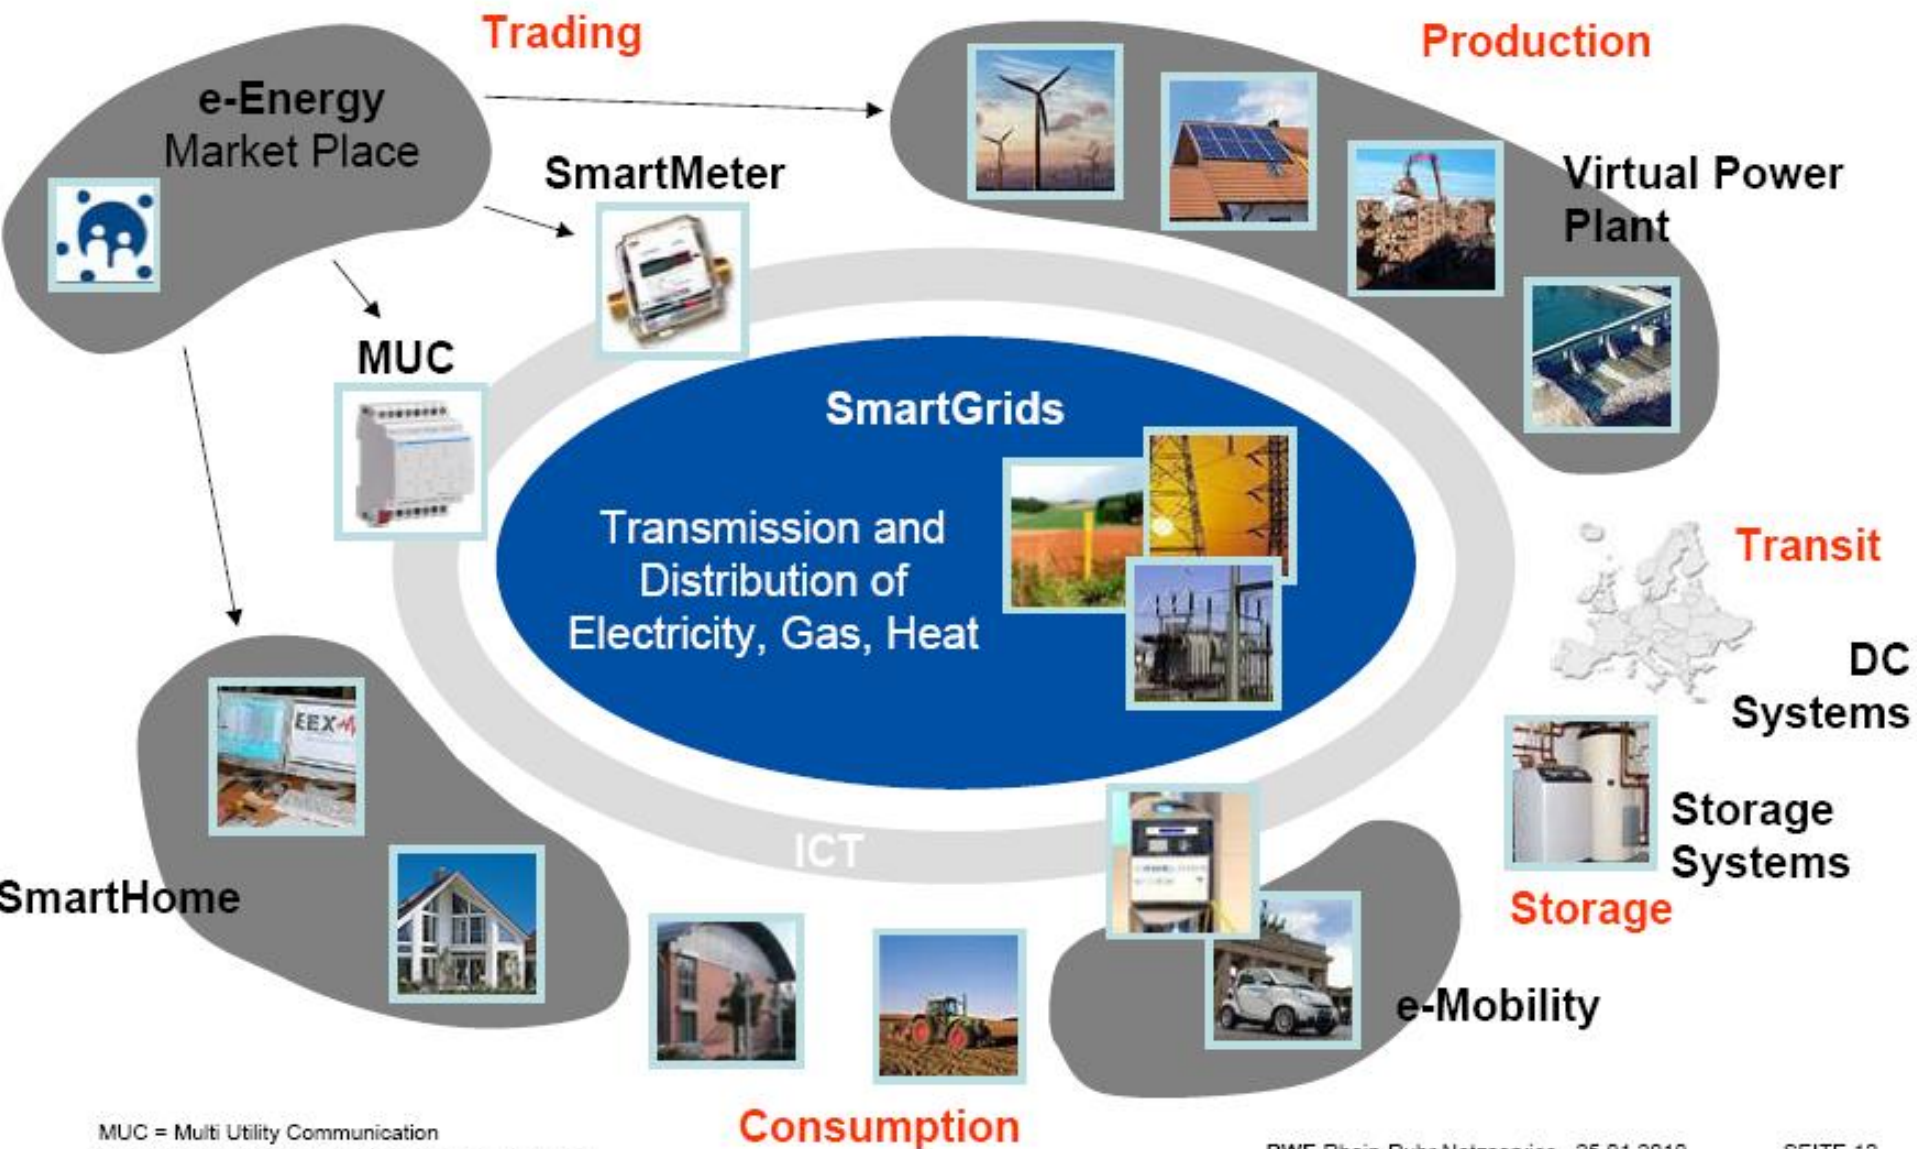 Trading
Production
e-Energy
Market Place
SmartMeter
Virtual Power
Plant
MUC
SmartGrids
Transmission and
Distribution of
Electricity, Gas, Heat
Transit
DC
Systems
EEX
Storage
Systems
Storage
ICT
SmartHome
e-Mobility
Consumption
MUC = Multi Utility Communication